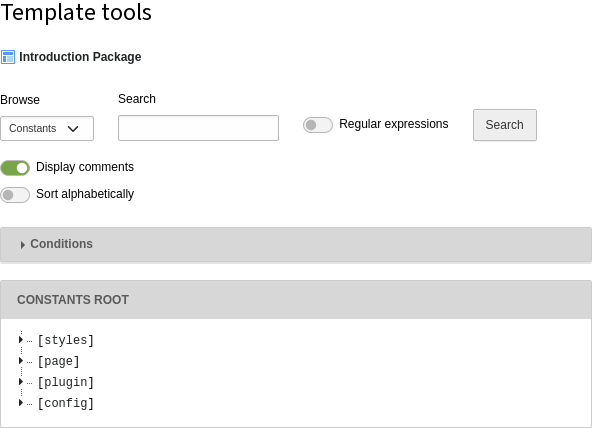 Template tools
Introduction Package
Browse
Search
Constants
Regular expressions
Search
Display comments
Sort alphabetically
Conditions
CONSTANTS ROOT
[styles]
[page]
[plugin]
[config]